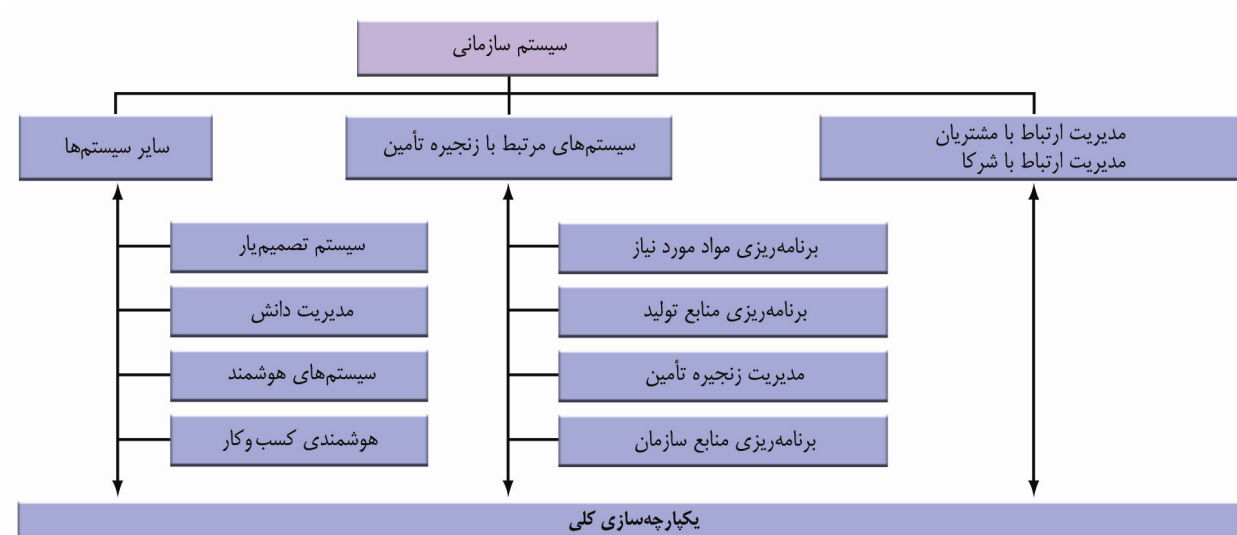 سیستم سازمانی
مدیریت ارتباط با مشتریان
مدیریت ارتباط با شرکا
سیستم‌های مرتبط با زنجیره تأمین
سایر سیستم‌ها
برنامه‌ریزی مواد مورد نیاز
برنامه‌ریزی منابع تولید
مدیریت زنجیره تأمین
برنامه‌ریزی منابع سازمان
سیستم تصمیم‌یار
مدیریت دانش
سیستم‌های هوشمند
هوشمندی کسب‌وکار
یکپارچه‌سازی کلی